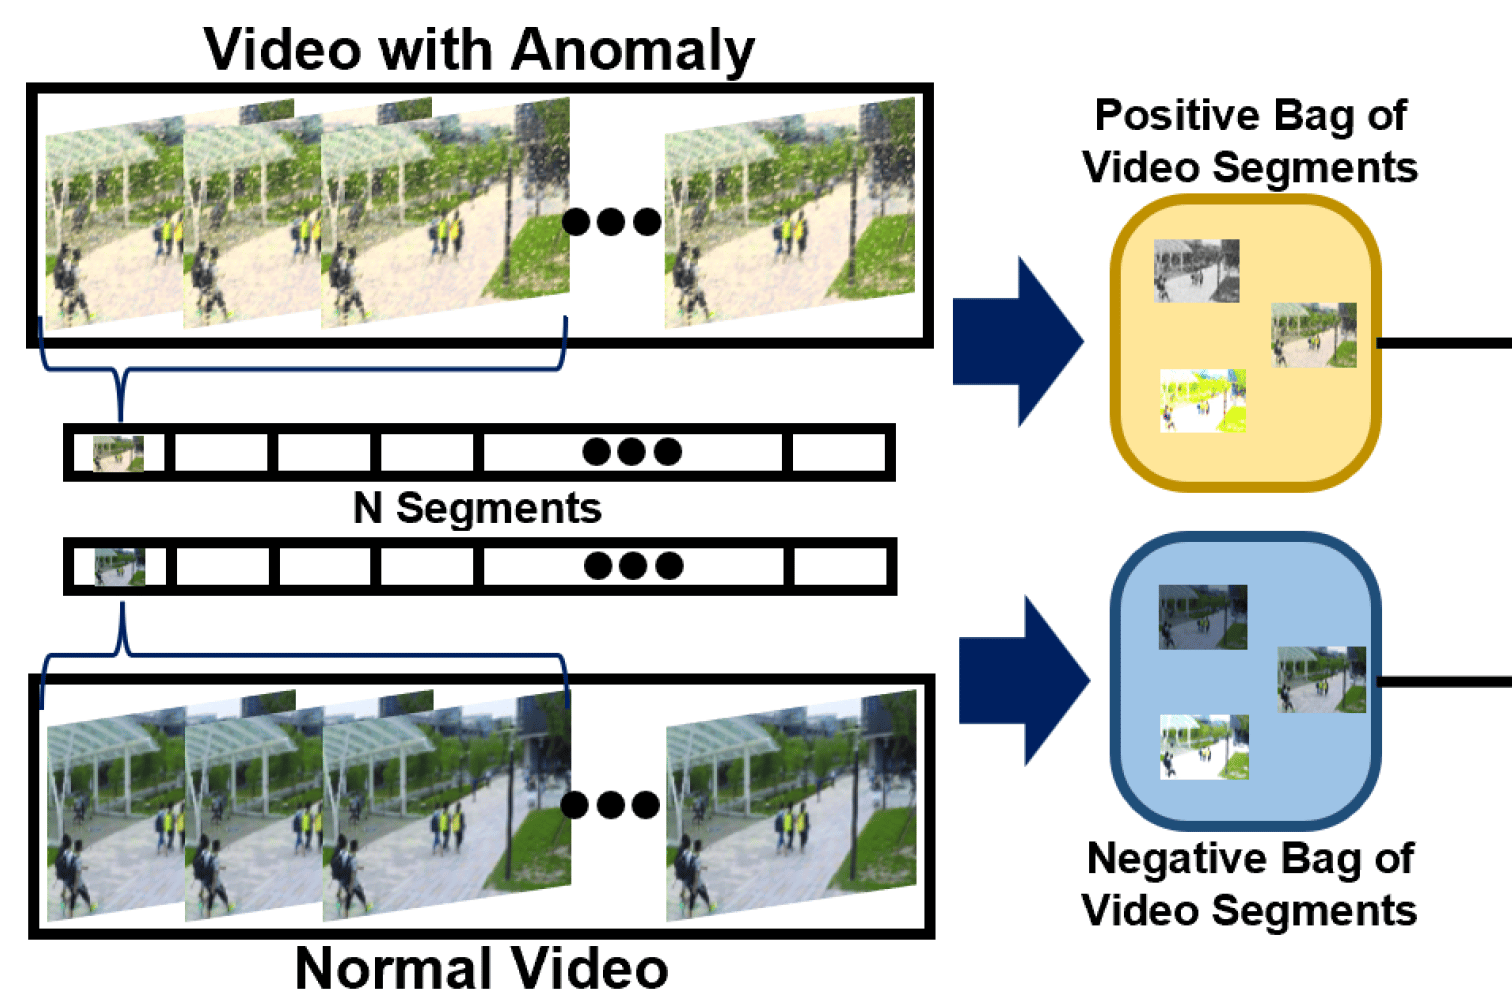 Video with Anomaly
Positive Bag of
Video Segments
N Segments
Negative Bag of
Video Segments
Normal Video